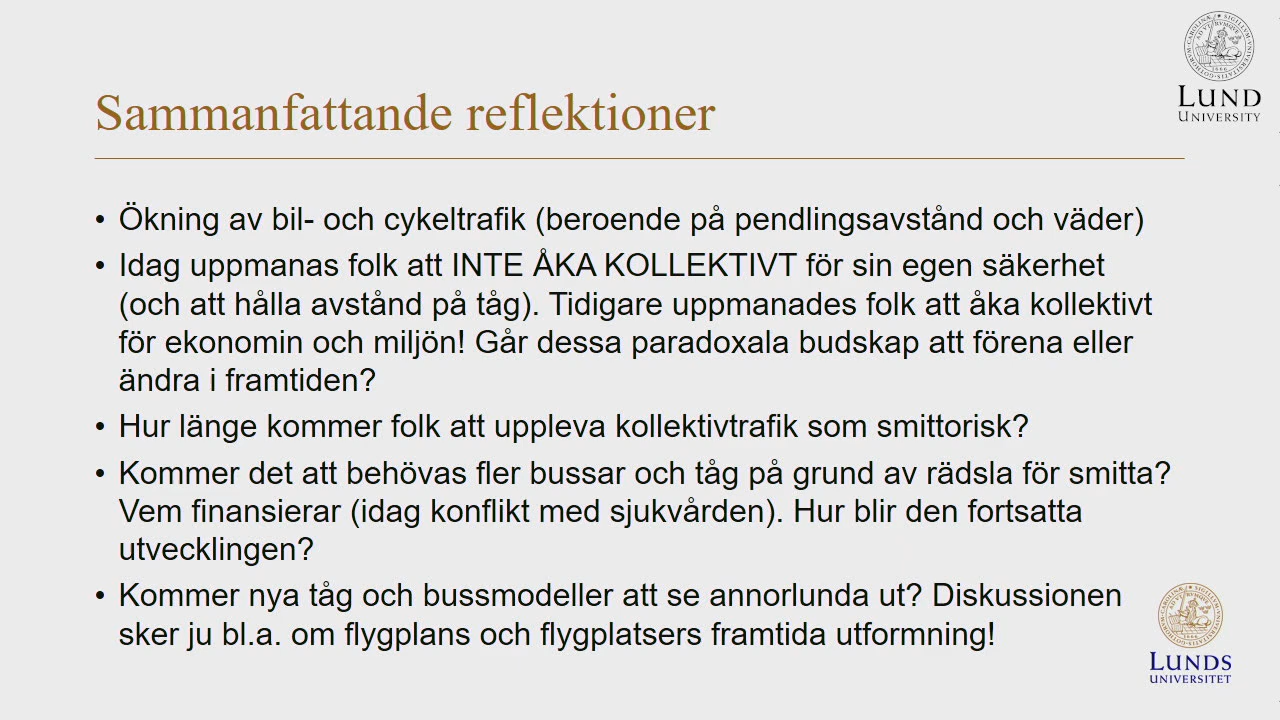 LUND
UNIVERSITY
Sammanfattande reflektioner
• Ökning av bil- och cykeltrafik (beroende på pendlingsavstånd och väder)
• Idag uppmanas folk att INTE ÅKA KOLLEKTIVT för sin egen säkerhet
(och att hålla avstånd på tåg). Tidigare uppmanades folk att åka kollektivt
för ekonomin och miljön! Går dessa paradoxala budskap att förena eller
ändra i framtiden?
• Hur länge kommer folk att uppleva kollektivtrafik som smittorisk?
• Kommer det att behövas fler bussar och tåg på grund av rädsla för smitta?
Vem finansierar (idag konflikt med sjukvården). Hur blir den fortsatta
utvecklingen?
• Kommer nya tåg och bussmodeller att se annorlunda ut? Diskussionen
sker ju bl.a. om flygplans och flygplatsers framtida utformning!
LUNDS
UNIVERSITET